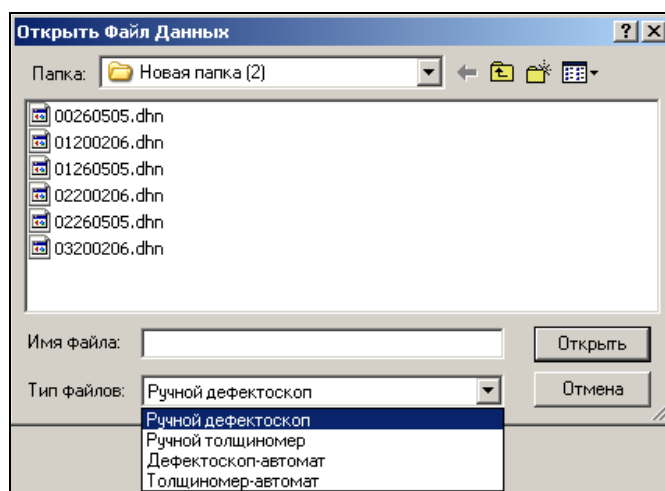 Открыть Файл Данных
Папка: Новая папка (2)
00260505.dhn
01200206.dhn
01260505.dhn
02200206.dhn
02260505.dhn
03200206.dhn
Имя файла: Открыть
Тип файлов: Ручной дефектоскоп Отмена
Ручной дефектоскоп
Ручной толщиномер
Дефектоскоп-автомат
Толщиномер-автомат